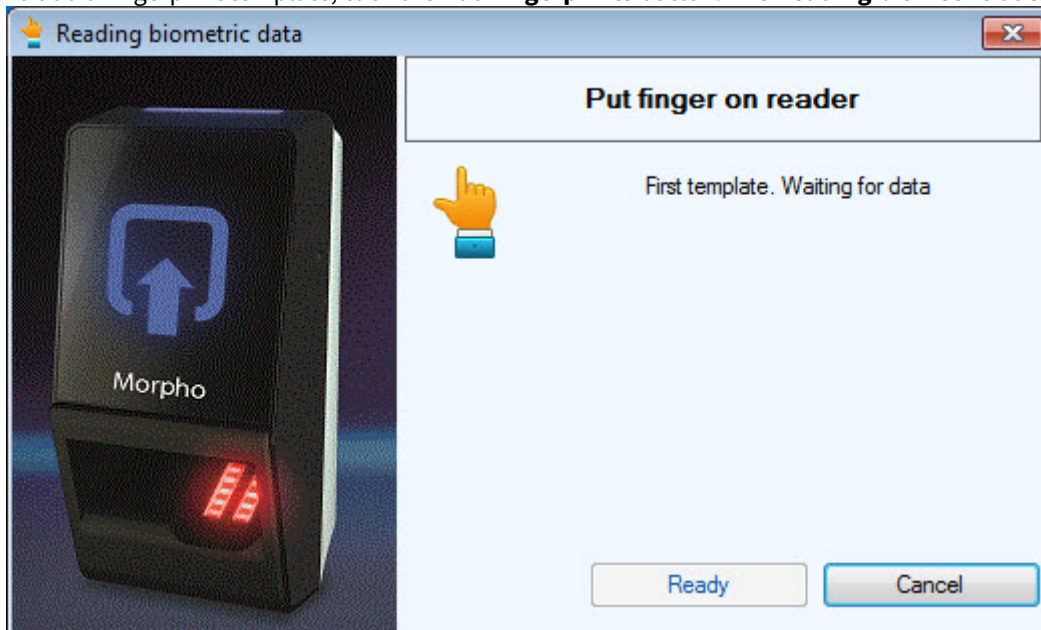 Reading biometric data
Put finger on reader
First template. Waiting for data
Morpho
Ready
Cancel